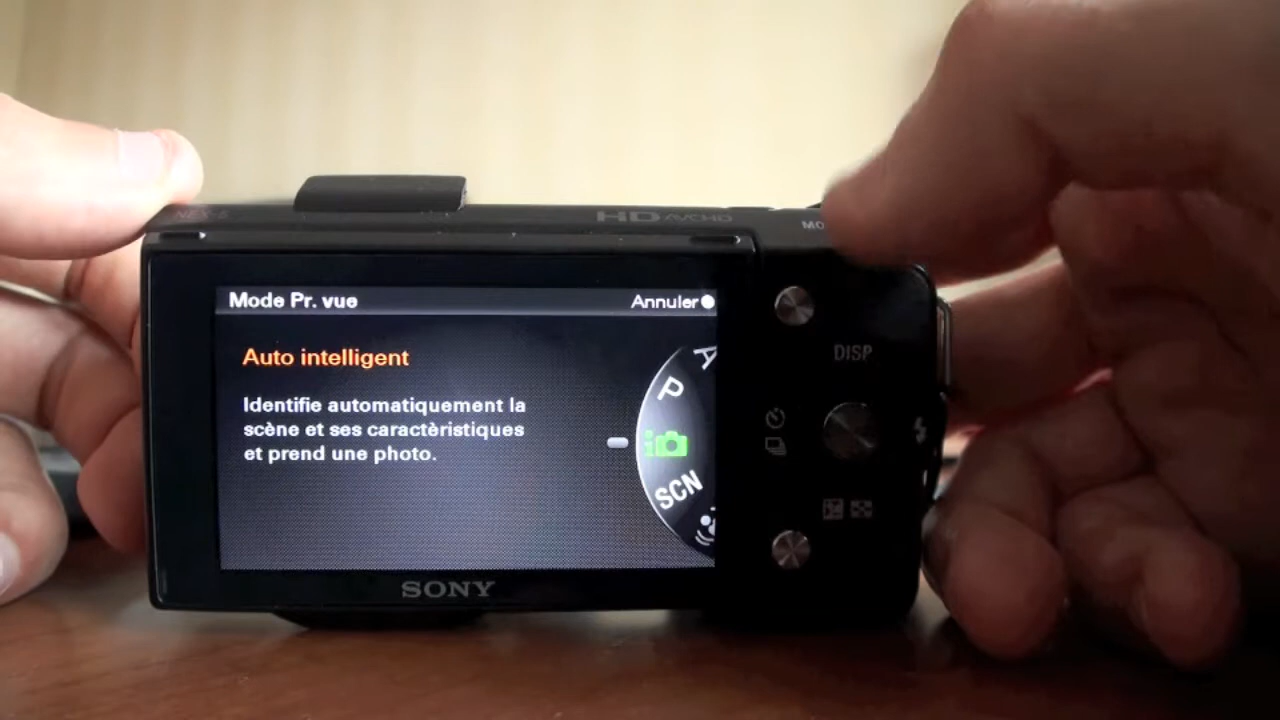 HD AVCHD
MO
Mode Pr. vue
Annuler
Auto intelligent
Identifie automatiquement la
scène et ses caractèristiques
et prend une photo.
A
P
i
SCN
DISP
SONY